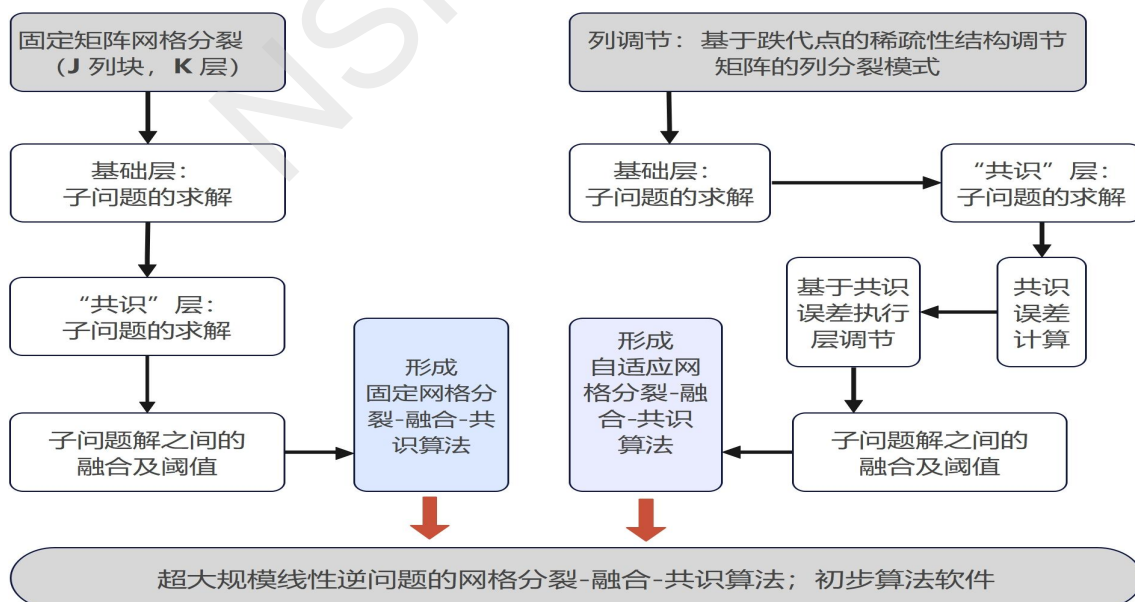 固定矩阵网格分裂
（J 列块，K 层）
基础层：
子问题的求解
“共识”层：
子问题的求解
子问题解之间的
融合及阈值
形成
固定网格分
裂-融合-共
识算法
列调节：基于跌代点的稀疏性结构调节
矩阵的列分裂模式
基础层：
子问题的求解
“共识”层：
子问题的求解
共识
误差
计算
基于共识
误差执行
层调节
子问题解之间的
融合及阈值
形成
自适应网
格分裂-融
合-共识
算法
超大规模线性逆问题的网格分裂-融合-共识算法；初步算法软件